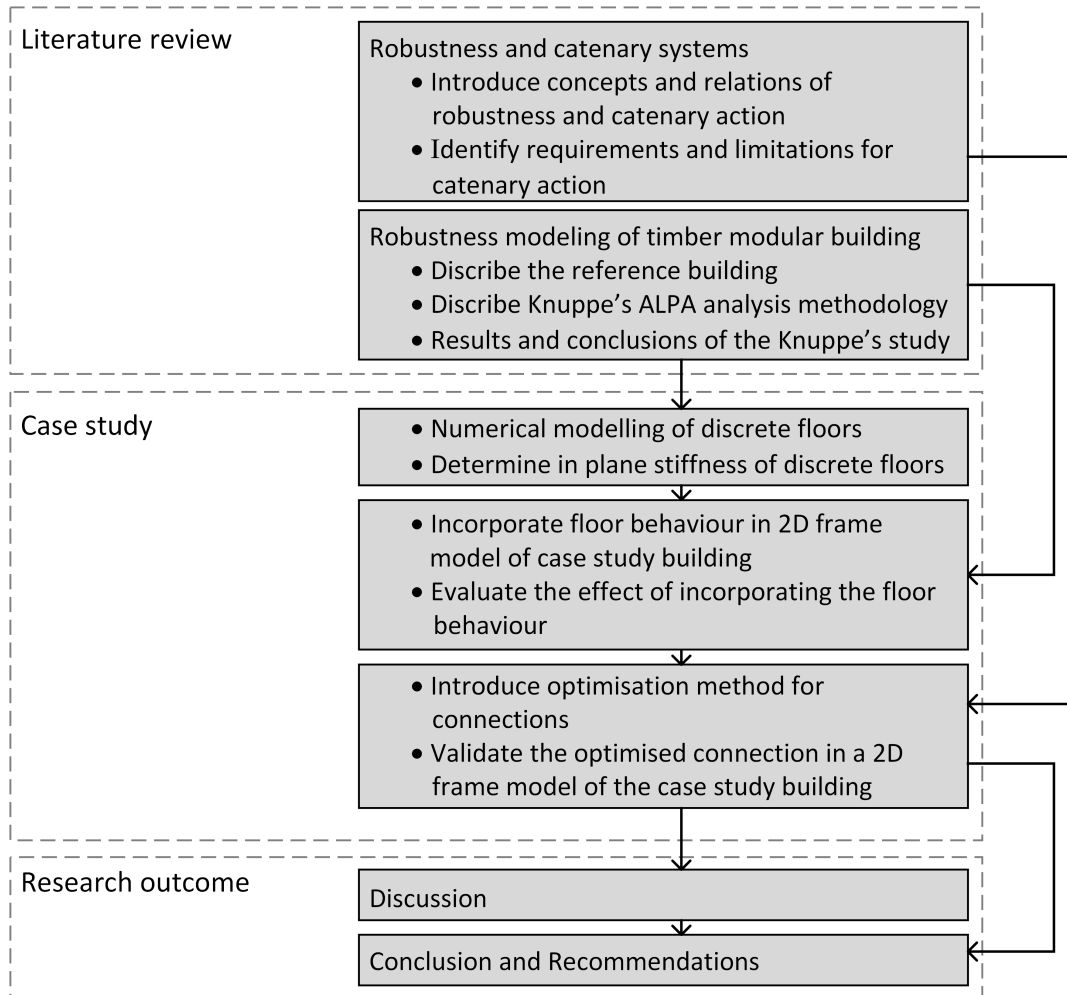 Literature review
Robustness and catenary systems
• Introduce concepts and relations of
robustness and catenary action
• Identify requirements and limitations for
catenary action
Robustness modeling of timber modular building
• Discribe the reference building
• Discribe Knuppe’s ALPA analysis methodology
• Results and conclusions of the Knuppe’s study
Case study
• Numerical modelling of discrete floors
• Determine in plane stiffness of discrete floors
• Incorporate floor behaviour in 2D frame
model of case study building
• Evaluate the effect of incorporating the floor
behaviour
• Introduce optimisation method for
connections
• Validate the optimised connection in a 2D
frame model of the case study building
Research outcome
Discussion
Conclusion and Recommendations